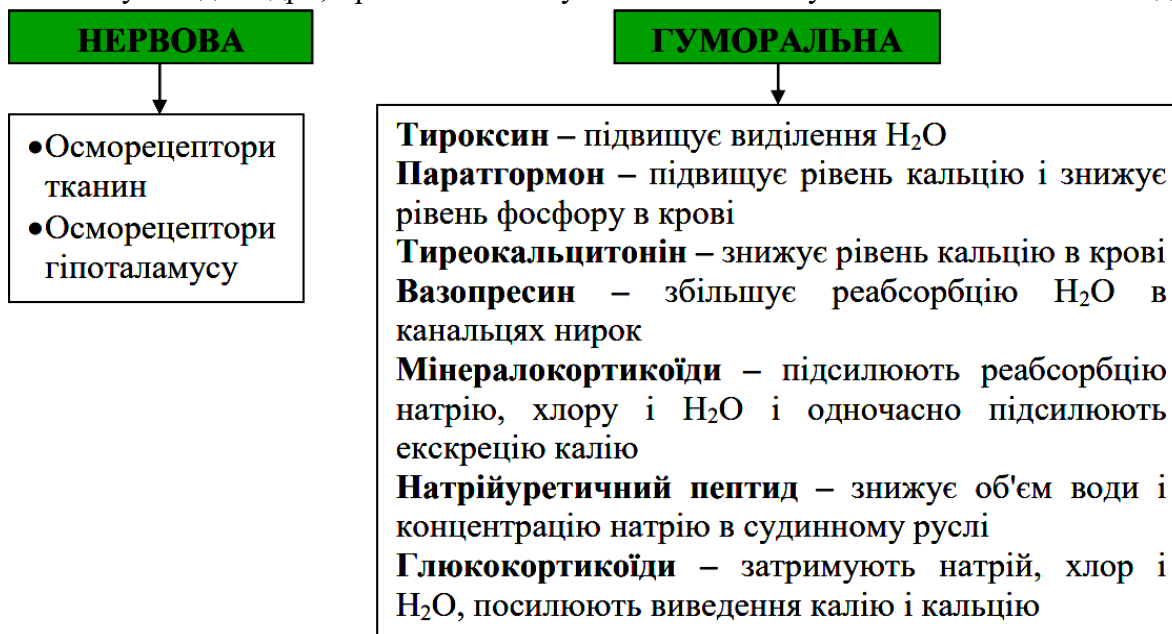 НЕРВОВА
•Осморецептори
тканин
•Осморецептори
гіпоталамусу
ГУМОРАЛЬНА
Тироксин – підвищує виділення H₂O
Паратгормон – підвищує рівень кальцію і знижує
рівень фосфору в крові
Тиреокальцитонін – знижує рівень кальцію в крові
Вазопресин – збільшує реабсорбцію H₂O в
канальцях нирок
Мінералокортикоїди – підсилюють реабсорбцію
натрію, хлору і H₂O і одночасно підсилюють
екскрецію калію
Натрійуретичний пептид – знижує об'єм води і
концентрацію натрію в судинному руслі
Глюкокортикоїди – затримують натрій, хлор і
H₂O, посилюють виведення калію і кальцію